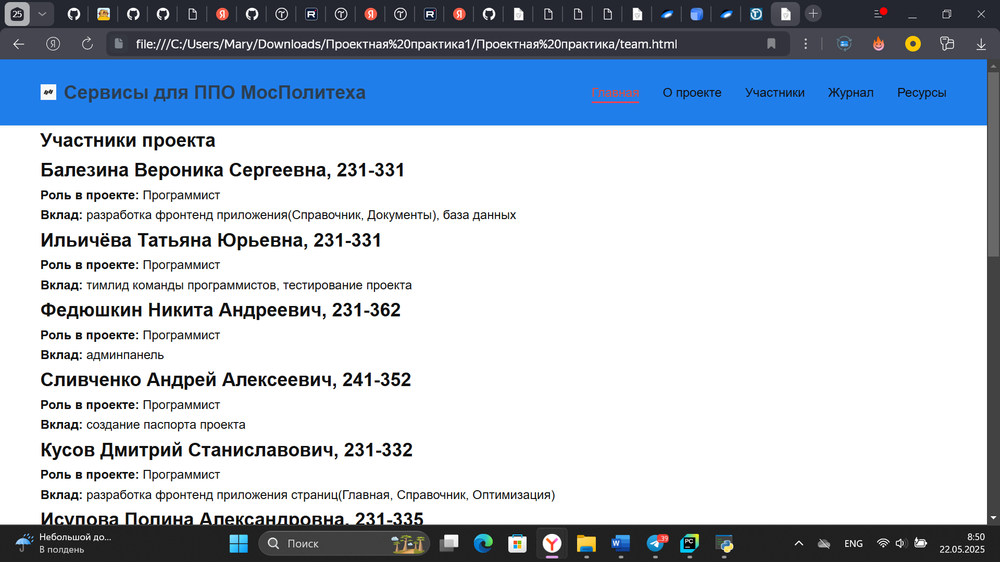 25
file:///C:/Users/Mary/Downloads/Проектная%20практика1/Проектная%20практика/team.html
Сервисы для ППО МосПолитеха
Главная
О проекте
Участники
Журнал
Ресурсы
Участники проекта
Балезина Вероника Сергеевна, 231-331
Роль в проекте: Программист
Вклад: разработка фронтенд приложения(Справочник, Документы), база данных
Ильичёва Татьяна Юрьевна, 231-331
Роль в проекте: Программист
Вклад: тимлид команды программистов, тестирование проекта
Федюшкин Никита Андреевич, 231-362
Роль в проекте: Программист
Вклад: админпанель
Сливченко Андрей Алексеевич, 241-352
Роль в проекте: Программист
Вклад: создание паспорта проекта
Кусов Дмитрий Станиславович, 231-332
Роль в проекте: Программист
Вклад: разработка фронтенд приложения страниц(Главная, Справочник, Оптимизация)
Исупова Полина Александровна, 231-335
Небольшой до...
В полдень
Поиск
..39
ENG
8:50
22.05.2025